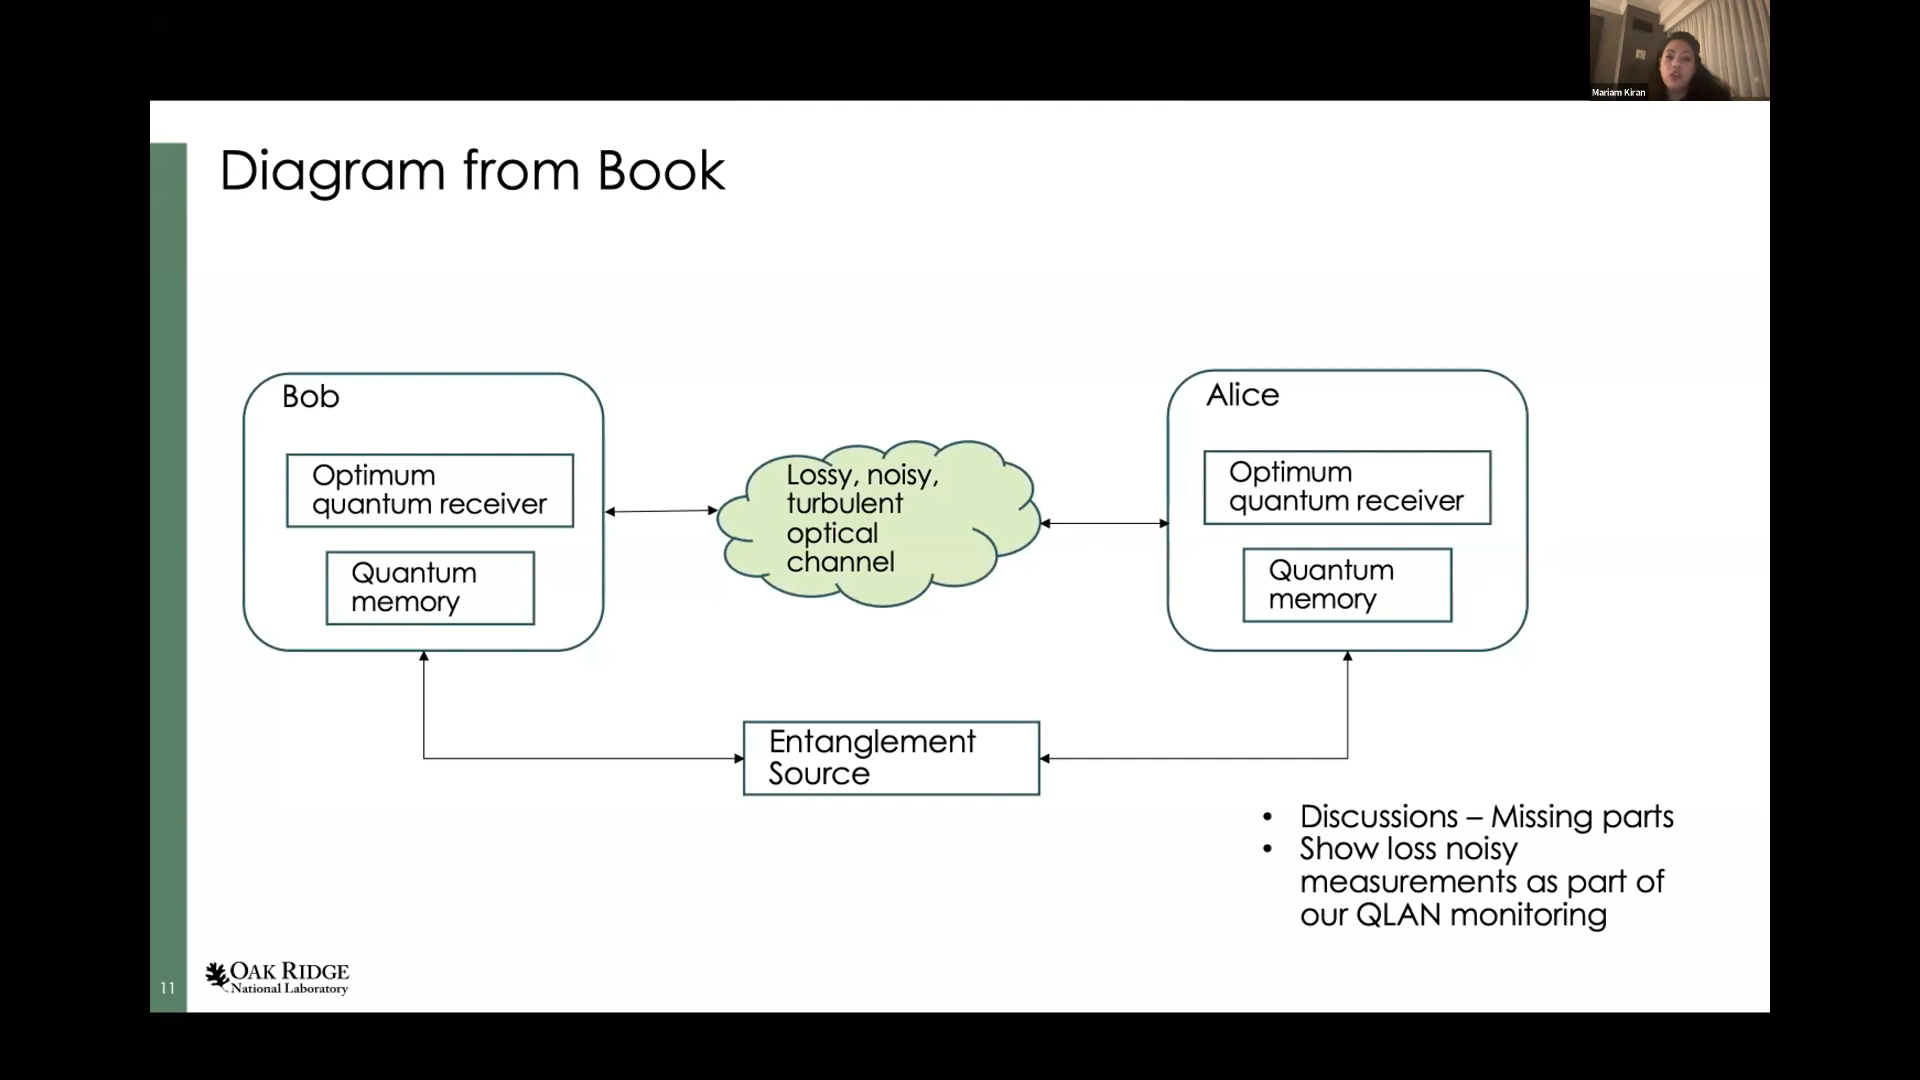 Mariam Kiran
Diagram from Book
Bob
Optimum
quantum receiver
Quantum
memory
Lossy, noisy,
turbulent
optical
channel
Alice
Optimum
quantum receiver
Quantum
memory
Entanglement
Source
• Discussions – Missing parts
• Show loss noisy
measurements as part of
our QLAN monitoring
11
OAK RIDGE
National Laboratory